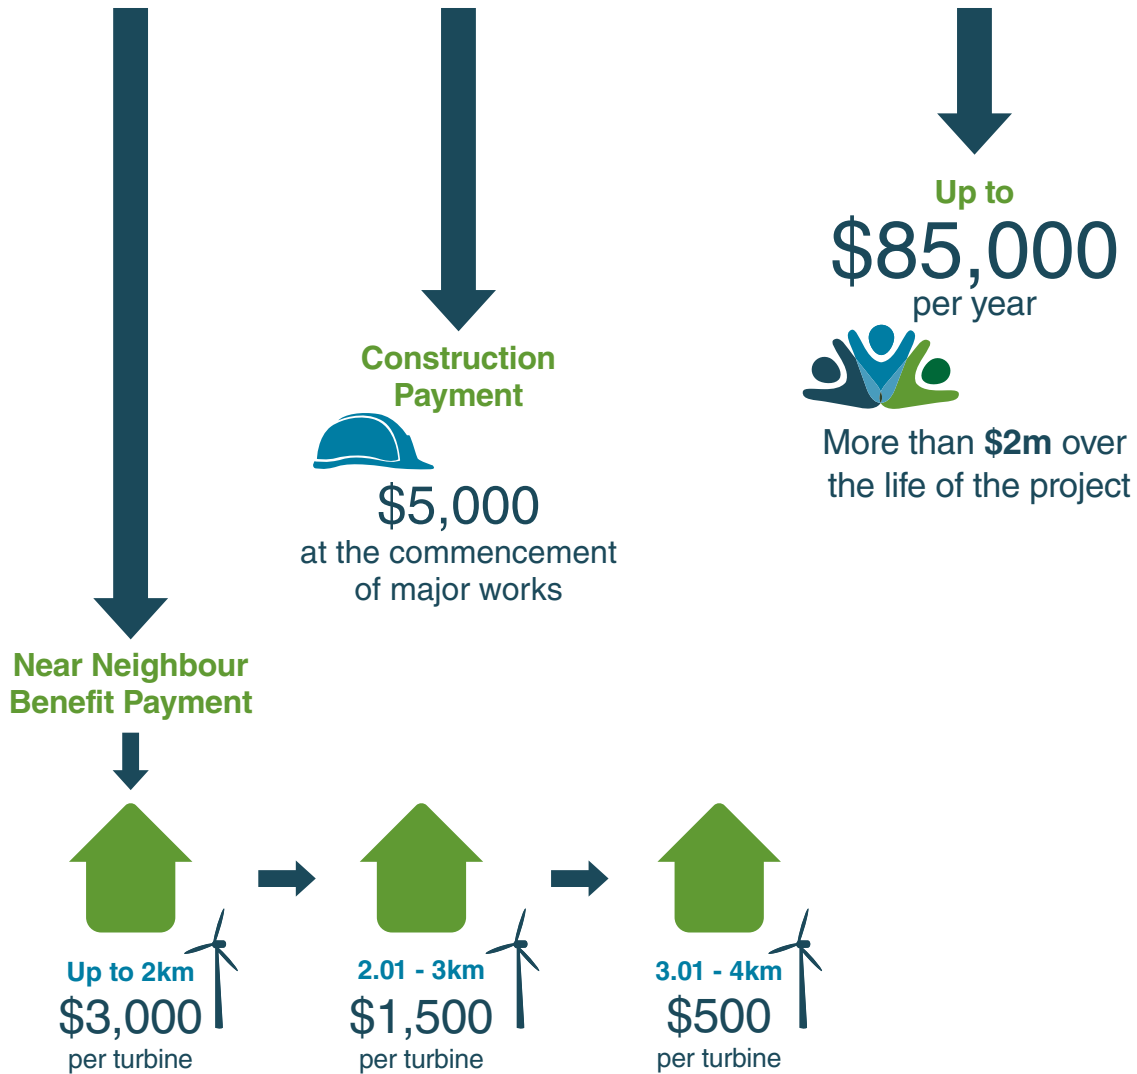 Up to
$85,000
per year
More than $2m over
the life of the project
Construction
Payment
$5,000
at the commencement
of major works
Near Neighbour
Benefit Payment
Up to 2km
$3,000
per turbine
2.01 - 3km
$1,500
per turbine
3.01 - 4km
$500
per turbine